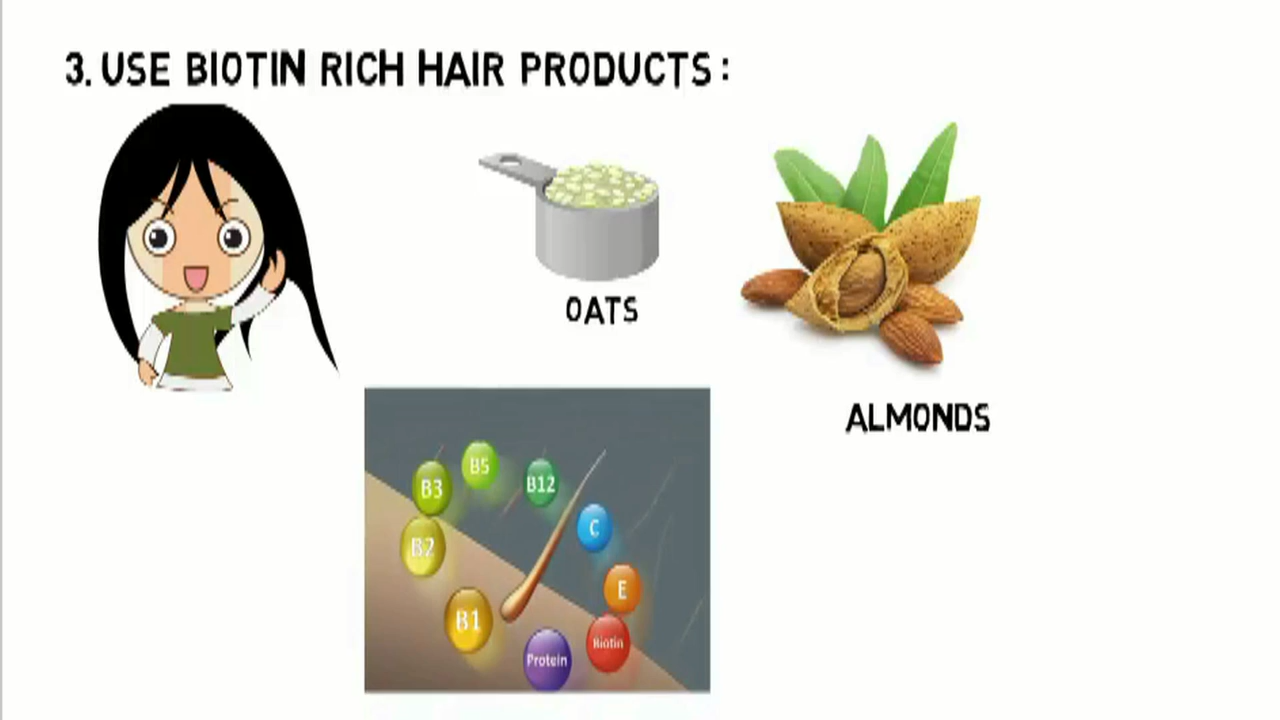 3. USE BIOTIN RICH HAIR PRODUCTS:
OATS
ALMONDS
B5
B3
B12
B2
C
E
B1
Biotin
Protein